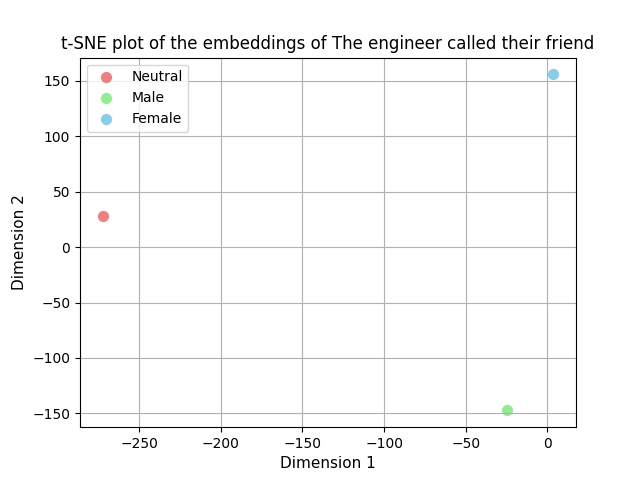 t-SNE plot of the embeddings of The engineer called their friend
Neutral
Male
Female
150
100
50
0
−50
−100
−150
Dimension 2
−250
−200
−150
−100
−50
0
Dimension 1